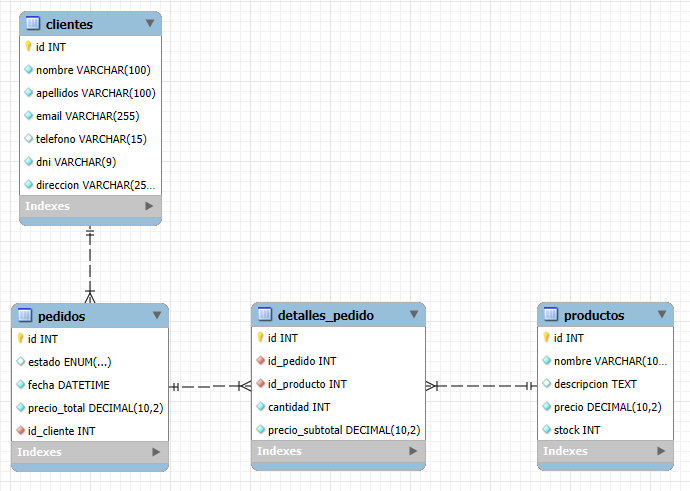 clientes
id INT
nombre VARCHAR(100)
apellidos VARCHAR(100)
email VARCHAR(255)
telefono VARCHAR(15)
dni VARCHAR(9)
direccion VARCHAR(25...
Indexes
pedidos
id INT
estado ENUM(...)
fecha DATETIME
precio_total DECIMAL(10,2)
id_cliente INT
Indexes
detalles_pedido
id INT
id_pedido INT
id_producto INT
cantidad INT
precio_subtotal DECIMAL(10,2)
Indexes
productos
id INT
nombre VARCHAR(10...
descripcion TEXT
precio DECIMAL(10,2)
stock INT
Indexes